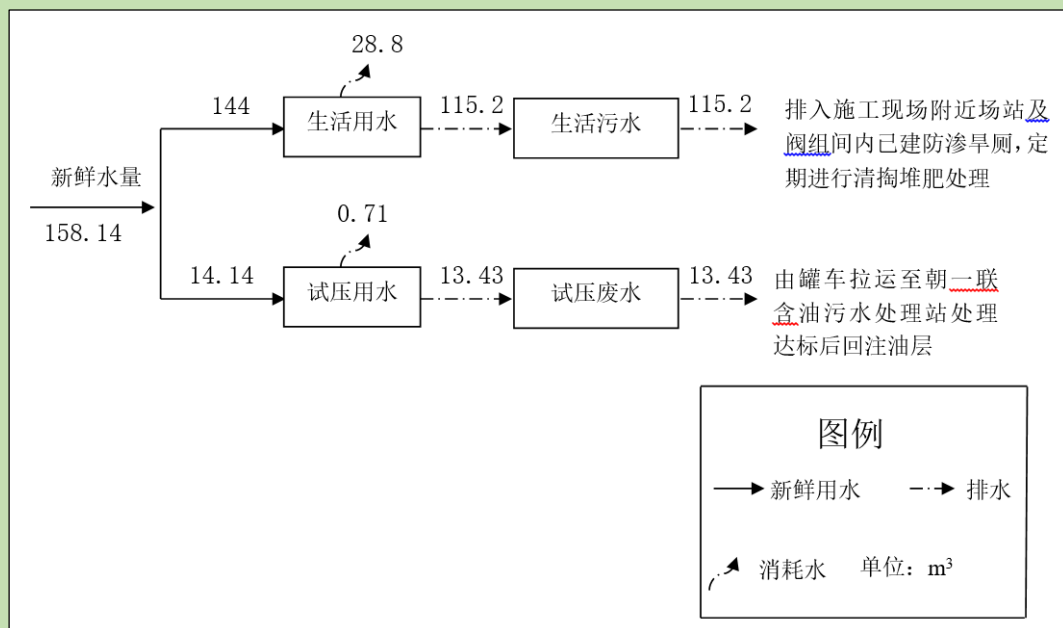 28.8
144
生活用水
115.2
生活污水
115.2
排入施工现场附近场站及
阀组间内已建防渗旱厕，定
期进行清掏堆肥处理
新鲜水量
158.14
0.71
14.14
试压用水
13.43
试压废水
13.43
由罐车拉运至朝一联
含油污水处理站处理
达标后回注油层
图例
新鲜用水
排水
消耗水
单位：m³